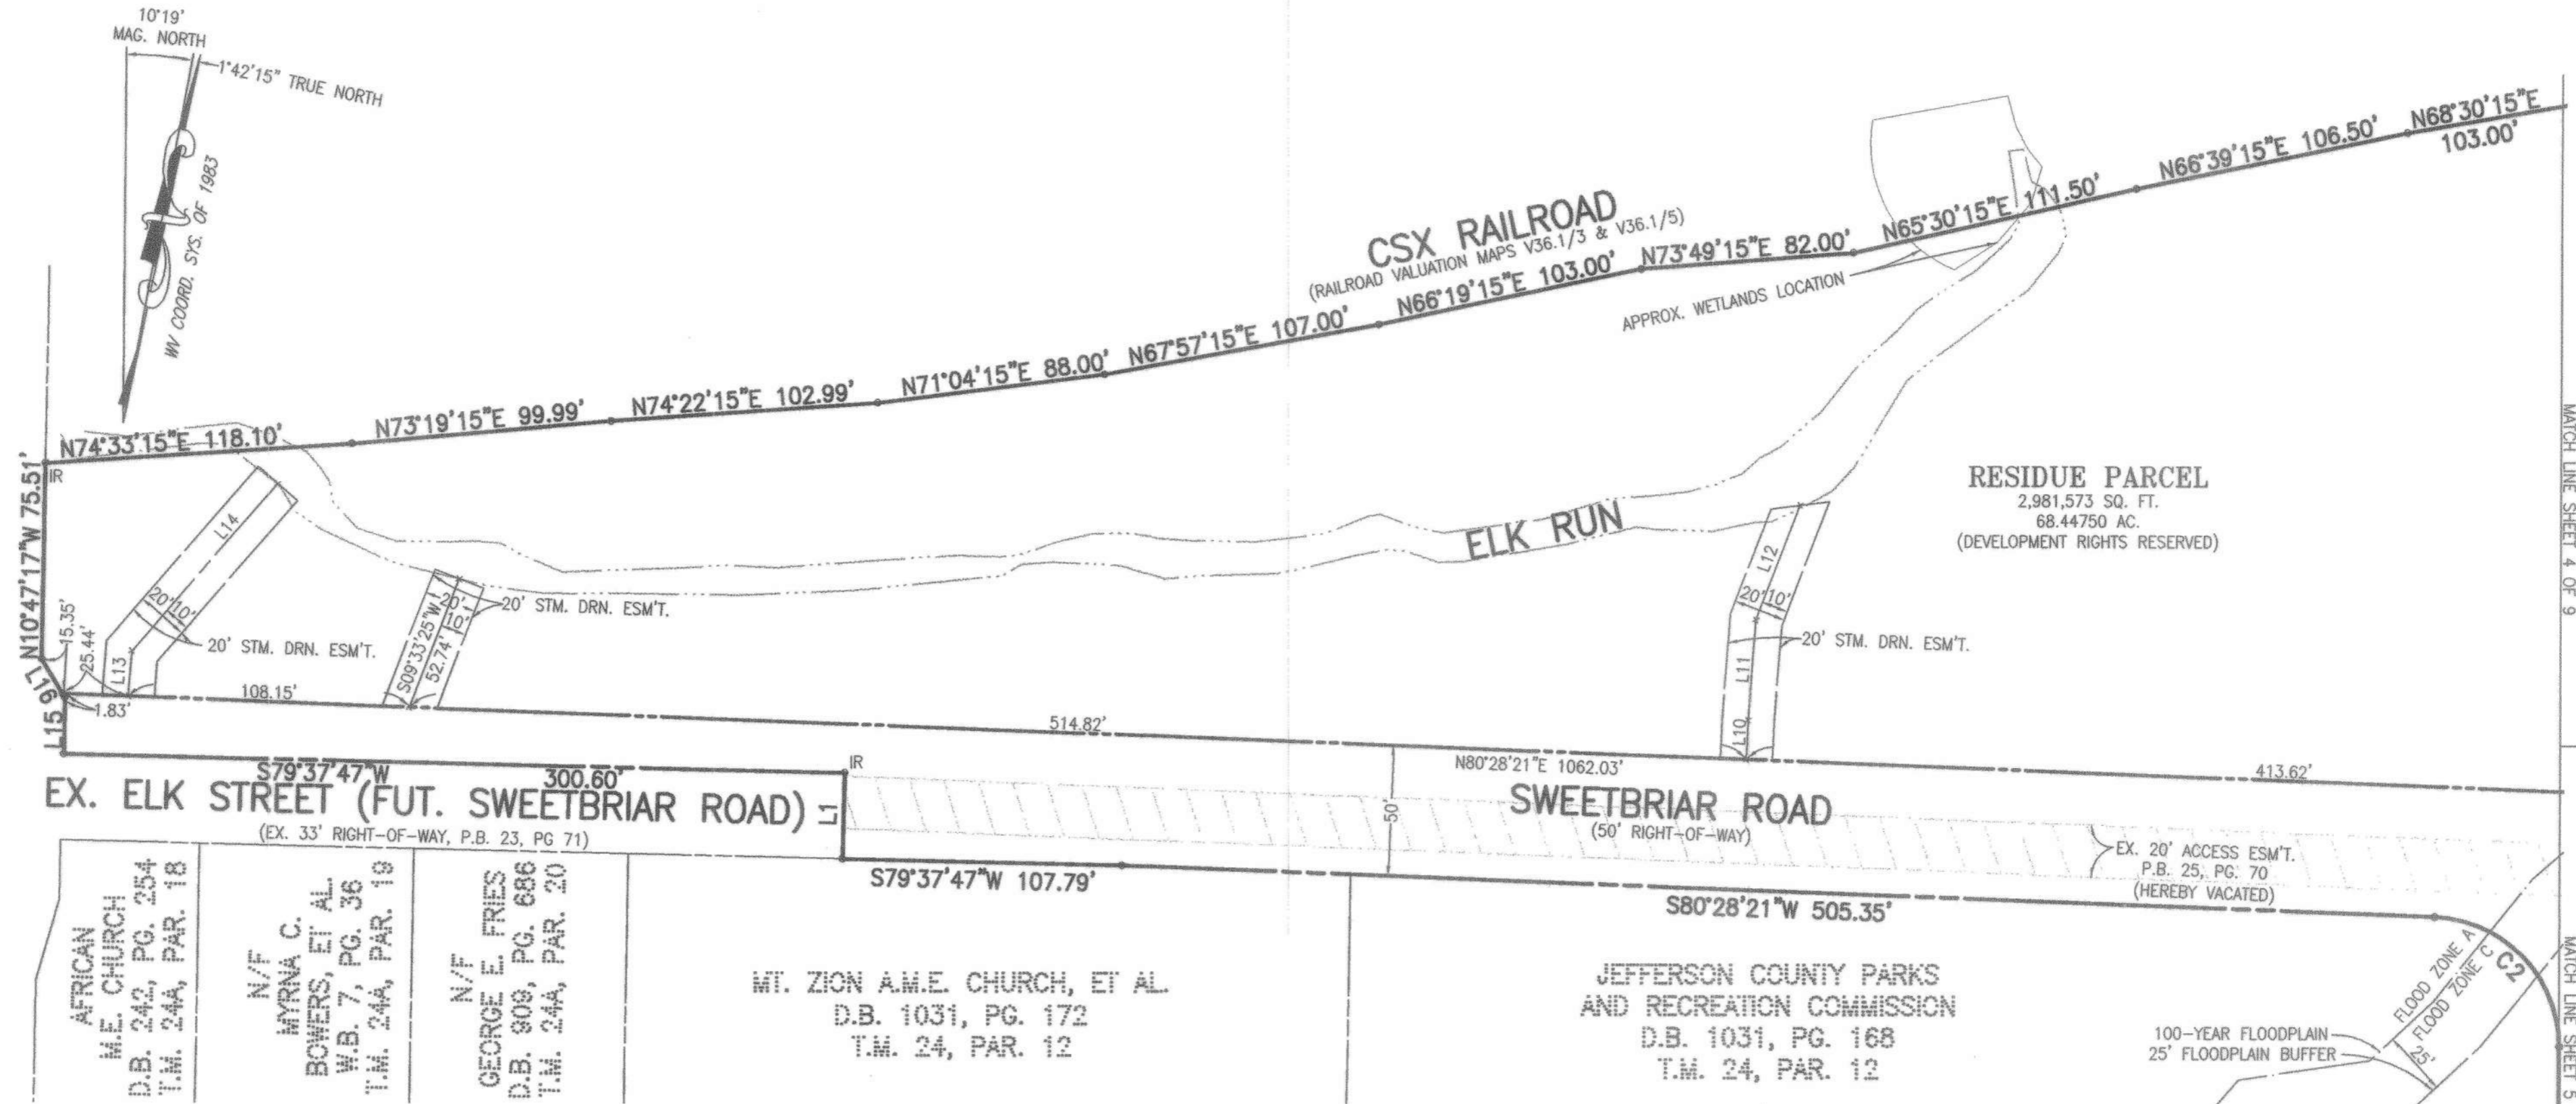 10°19'
MAG. NORTH
1°42'15" TRUE NORTH
WV COORD. SYS. OF 1983
CSX RAILROAD
(RAILROAD VALUATION MAPS V36.1/3 & V36.1/5)
N74°33'15"E 118.10'
N73°19'15"E 99.99'
N74°22'15"E 102.99'
N71°04'15"E 88.00'
N67°57'15"E 107.00'
N66°19'15"E 103.00'
N73°49'15"E 82.00'
N65°30'15"E 111.50'
N66°39'15"E 106.50'
N68°30'15"E
103.00'
APPROX. WETLANDS LOCATION
MATCH LINE SHEET 4 OF 9
IR
N10°47'17"W 75.51'
L14
20'
10'
20' STM. DRN. ESM'T.
L13
15.35'
25.44'
L16
L15
1.83'
108.15'
S09°33'25"W
52.74'
20'
10'
20' STM. DRN. ESM'T.
ELK RUN
L12
20'
10'
L11
L10
20' STM. DRN. ESM'T.
RESIDUE PARCEL
2,981,573 SQ. FT.
68.44750 AC.
(DEVELOPMENT RIGHTS RESERVED)
514.82'
N80°28'21"E 1062.03'
413.62'
S79°37'47"W 300.60'
IR
EX. ELK STREET (FUT. SWEETBRIAR ROAD)
(EX. 33' RIGHT-OF-WAY, P.B. 23, PG 71)
L1
SWEETBRIAR ROAD
(50' RIGHT-OF-WAY)
50'
EX. 20' ACCESS ESM'T.
P.B. 25, PG. 70
(HEREBY VACATED)
S79°37'47"W 107.79'
S80°28'21"W 505.35'
AFRICAN
M.E. CHURCH
D.B. 242, PG. 254
T.M. 24A, PAR. 18
N/F
MYRNA C.
BOWERS, ET AL.
W.B. 7, PG. 36
T.M. 24A, PAR. 19
N/F
GEORGE E. FRIES
D.B. 909, PG. 686
T.M. 24A, PAR. 20
MT. ZION A.M.E. CHURCH, ET AL.
D.B. 1031, PG. 172
T.M. 24, PAR. 12
JEFFERSON COUNTY PARKS
AND RECREATION COMMISSION
D.B. 1031, PG. 168
T.M. 24, PAR. 12
FLOOD ZONE A
FLOOD ZONE C
C2
100-YEAR FLOODPLAIN
25' FLOODPLAIN BUFFER
25'
MATCH LINE SHEET 5